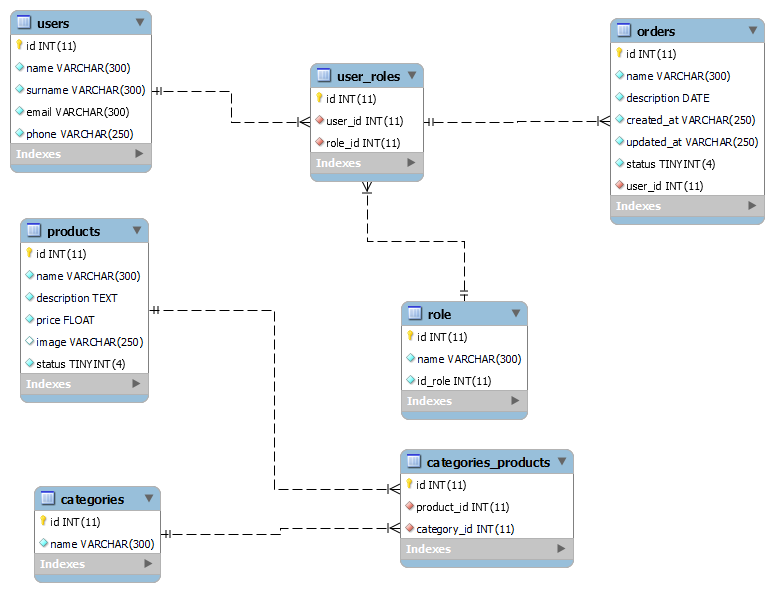 users
id INT(11)
name VARCHAR(300)
surname VARCHAR(300)
email VARCHAR(300)
phone VARCHAR(250)
Indexes
user_roles
id INT(11)
user_id INT(11)
role_id INT(11)
Indexes
orders
id INT(11)
name VARCHAR(300)
description DATE
created_at VARCHAR(250)
updated_at VARCHAR(250)
status TINYINT(4)
user_id INT(11)
Indexes
products
id INT(11)
name VARCHAR(300)
description TEXT
price FLOAT
image VARCHAR(250)
status TINYINT(4)
Indexes
role
id INT(11)
name VARCHAR(300)
id_role INT(11)
Indexes
categories
id INT(11)
name VARCHAR(300)
Indexes
categories_products
id INT(11)
product_id INT(11)
category_id INT(11)
Indexes